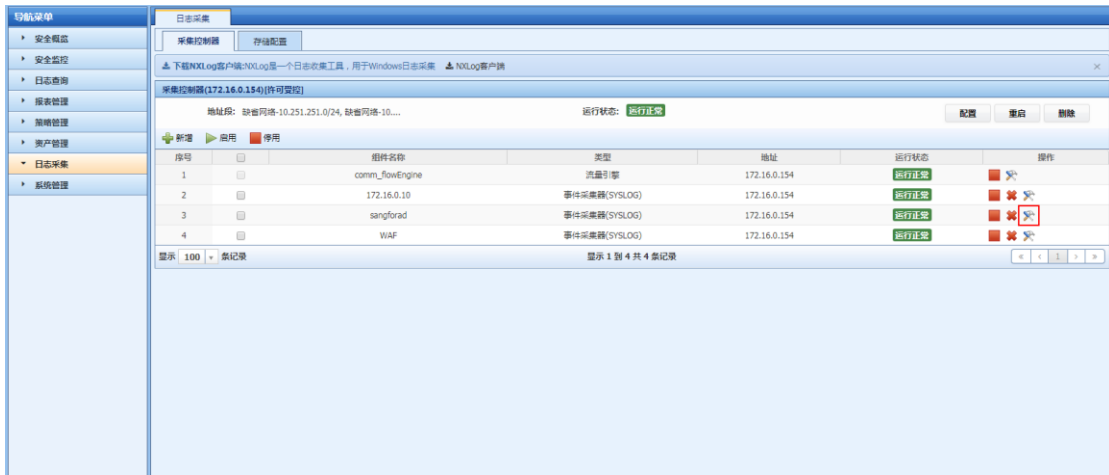 导航菜单
安全概览
安全监控
日志查询
报表管理
策略管理
资产管理
日志采集
系统管理
日志采集
采集控制器 存储配置
下载NXLog客户端:NXLog是一个日志收集工具，用于Windows日志采集 NXLog客户端 ×
采集控制器(172.16.0.154)[许可受控]
地址段: 缺省网络-10.251.251.0/24, 缺省网络-10.... 运行状态: 运行正常 配置 重启 删除
新增 启用 停用
序号 组件名称 类型 地址 运行状态 操作
1 comm_flowEngine 流量引擎 172.16.0.154 运行正常
2 172.16.0.10 事件采集器(SYSLOG) 172.16.0.154 运行正常
3 sangforad 事件采集器(SYSLOG) 172.16.0.154 运行正常
4 WAF 事件采集器(SYSLOG) 172.16.0.154 运行正常
显示 100 条记录 显示 1 到 4 共 4 条记录 « ‹ 1 › »